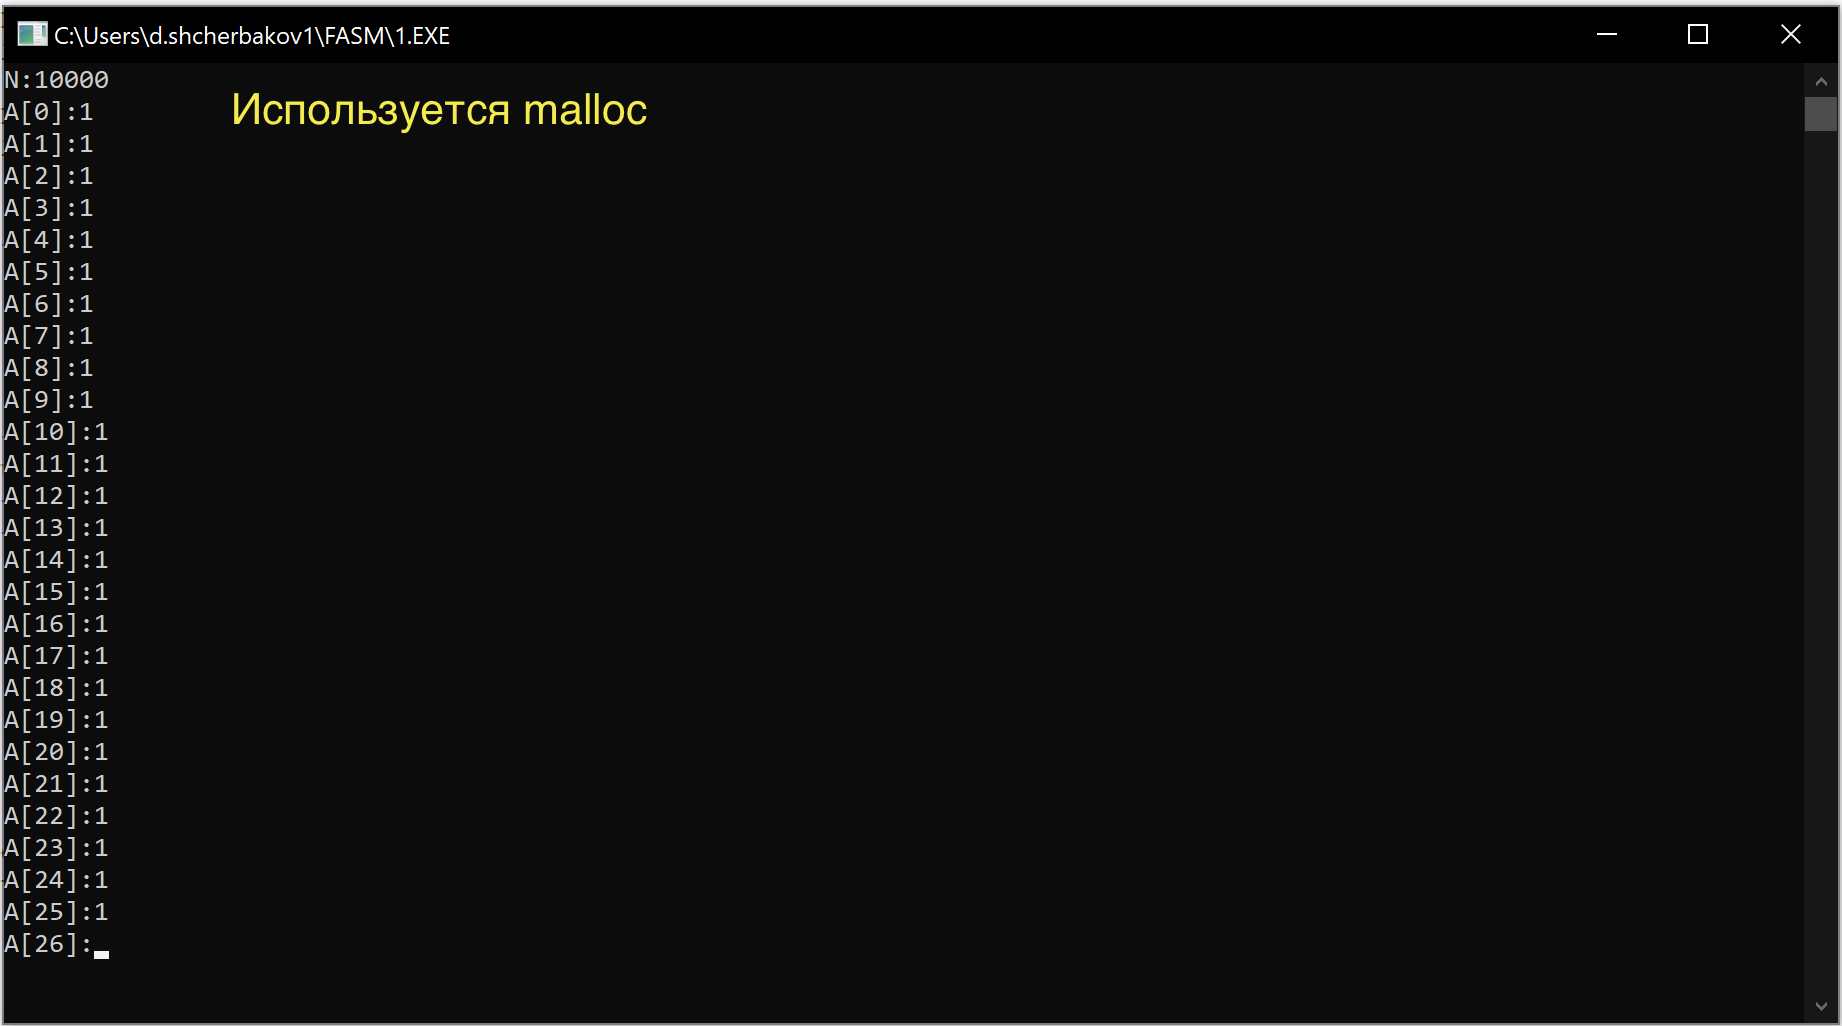 C:\Users\d.shcherbakov1\FASM\1.EXE
N:10000
A[0]:1
Используется malloc
A[1]:1
A[2]:1
A[3]:1
A[4]:1
A[5]:1
A[6]:1
A[7]:1
A[8]:1
A[9]:1
A[10]:1
A[11]:1
A[12]:1
A[13]:1
A[14]:1
A[15]:1
A[16]:1
A[17]:1
A[18]:1
A[19]:1
A[20]:1
A[21]:1
A[22]:1
A[23]:1
A[24]:1
A[25]:1
A[26]: